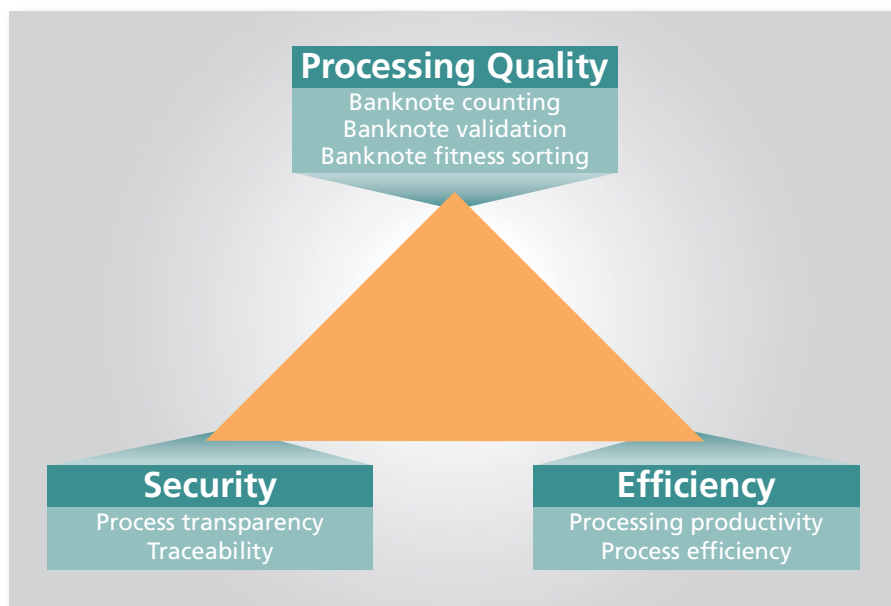 Processing Quality
Banknote counting
Banknote validation
Banknote fitness sorting
Security
Process transparency
Traceability
Efficiency
Processing productivity
Process efficiency